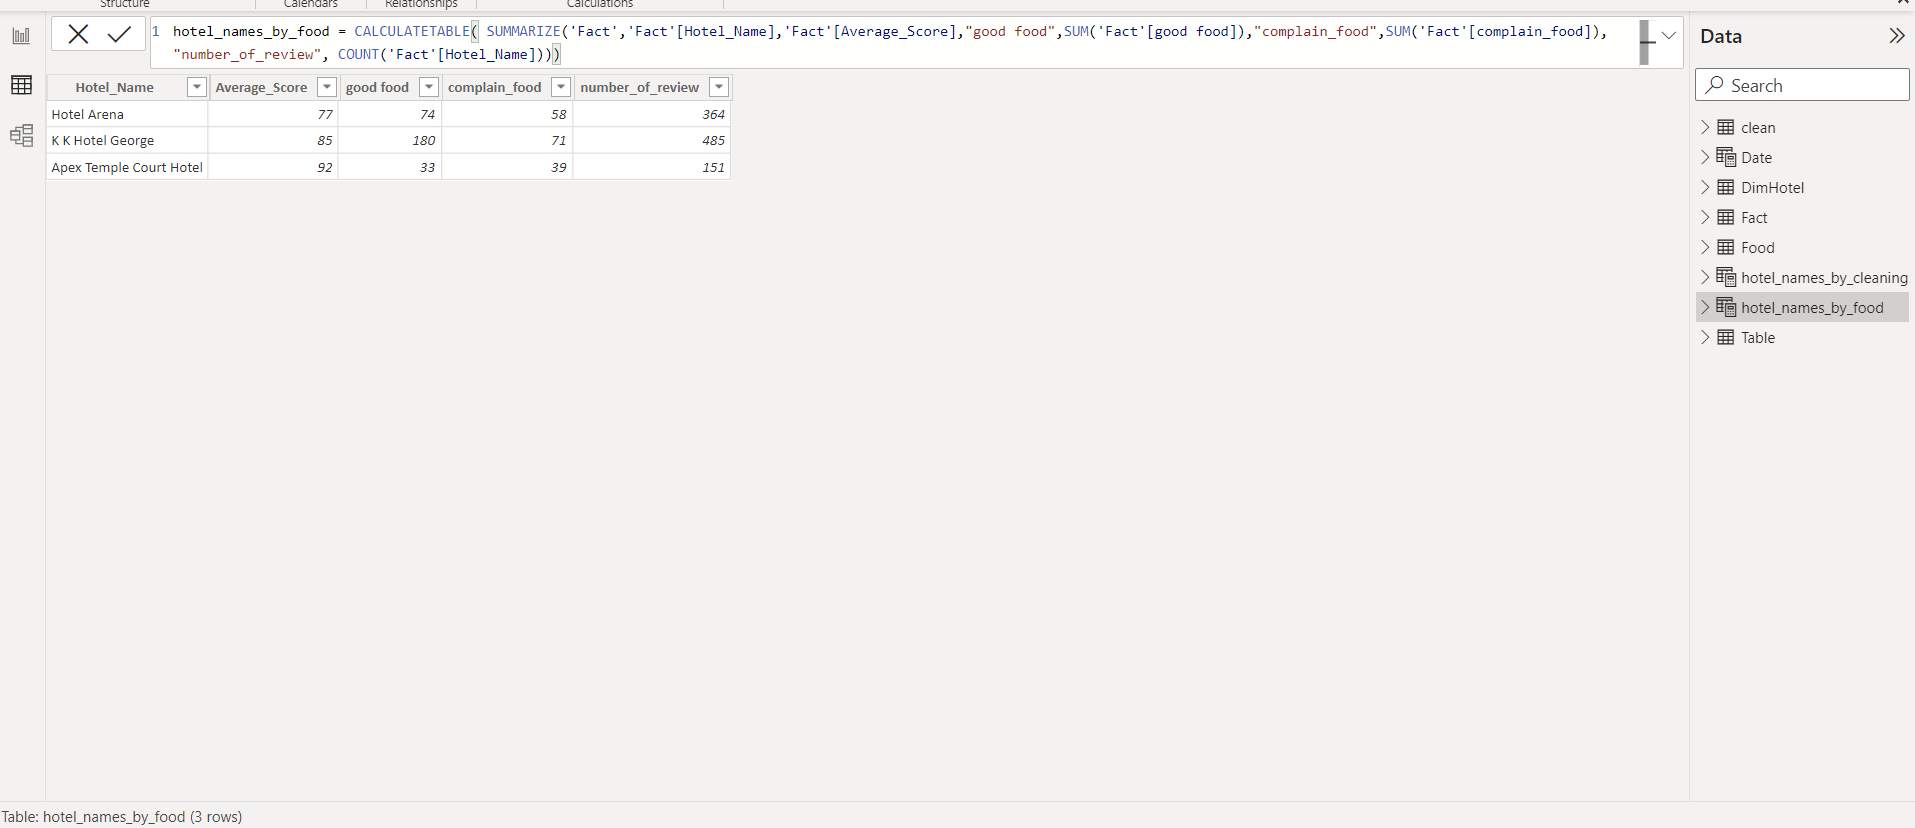 Structure Calendars Relationships Calculations
1 hotel_names_by_food = CALCULATETABLE( SUMMARIZE('Fact','Fact'[Hotel_Name],'Fact'[Average_Score],"good food",SUM('Fact'[good food]),"complain_food",SUM('Fact'[complain_food]),
"number_of_review", COUNT('Fact'[Hotel_Name])))
Hotel_Name Average_Score good food complain_food number_of_review
Hotel Arena 77 74 58 364
K K Hotel George 85 180 71 485
Apex Temple Court Hotel 92 33 39 151
Data
Search
clean
Date
DimHotel
Fact
Food
hotel_names_by_cleaning
hotel_names_by_food
Table
Table: hotel_names_by_food (3 rows)